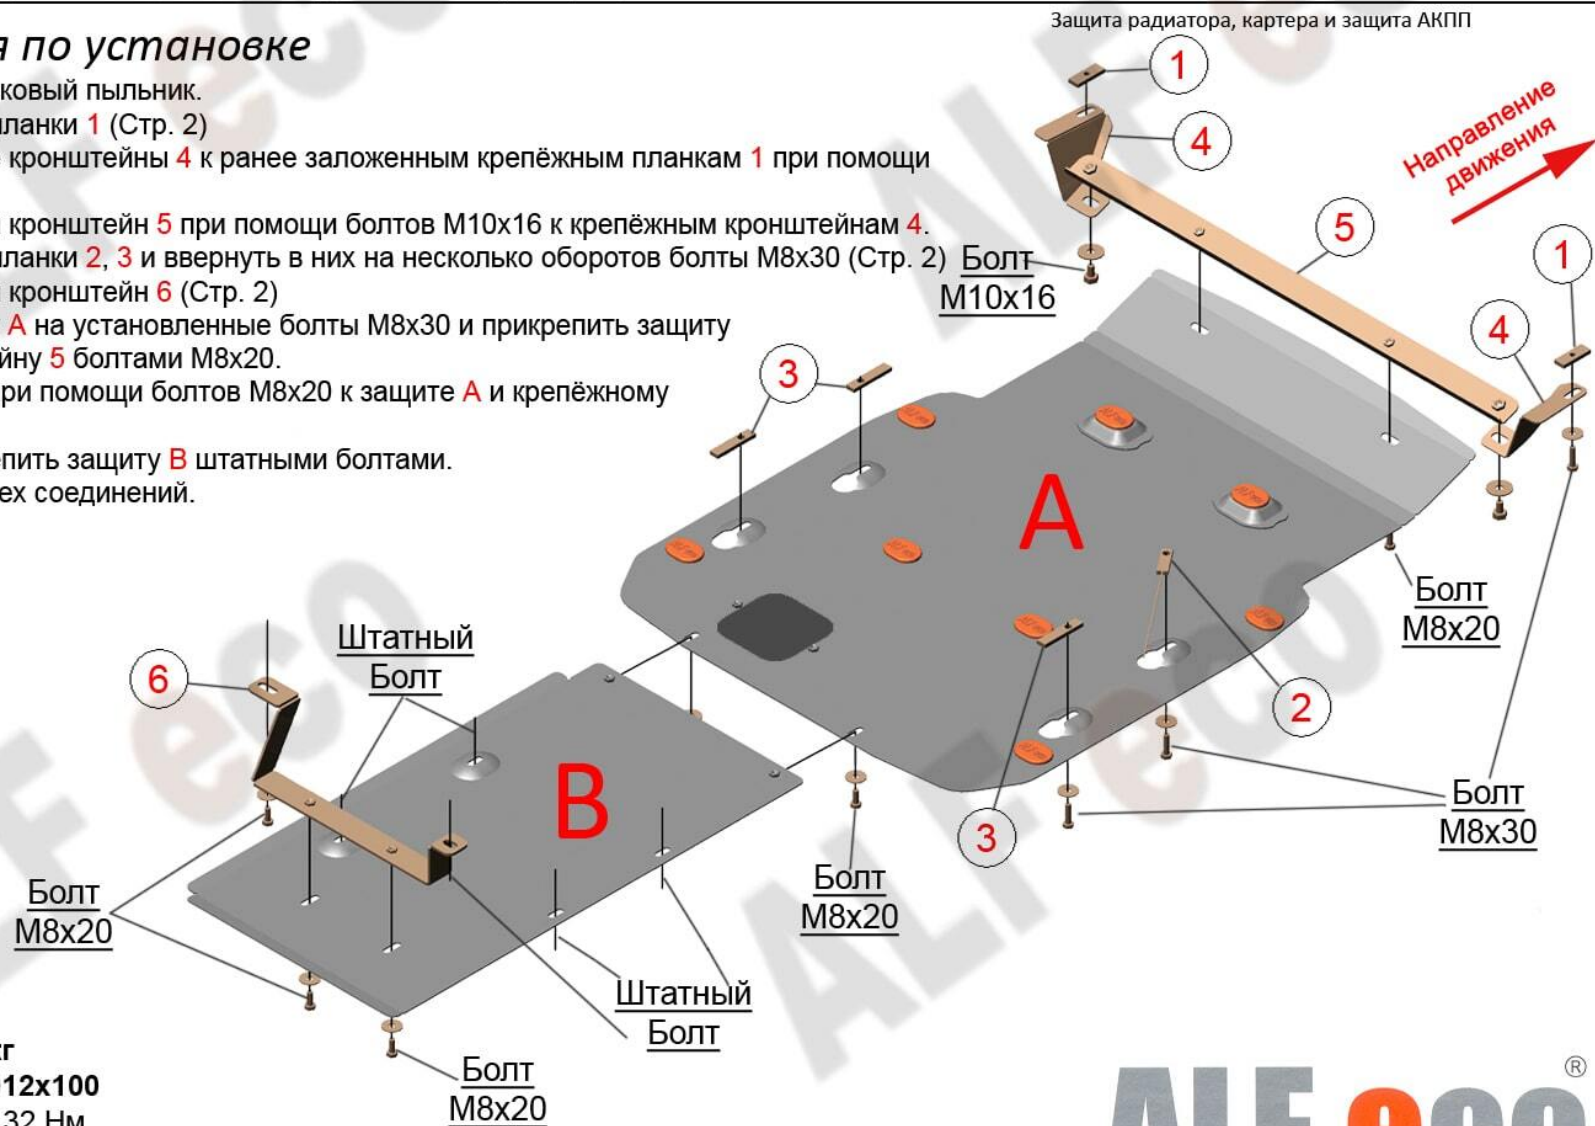 Защита радиатора, картера и защита АКПП
я по установке
ковый пыльник.
ланки 1 (Стр. 2)
кронштейны 4 к ранее заложенным крепёжным планкам 1 при помощи
кронштейн 5 при помощи болтов М10х16 к крепёжным кронштейнам 4.
ланки 2, 3 и ввернуть в них на несколько оборотов болты М8х30 (Стр. 2)
кронштейн 6 (Стр. 2)
А на установленные болты М8х30 и прикрепить защиту
йну 5 болтами М8х20.
ри помощи болтов М8х20 к защите А и крепёжному
пить защиту В штатными болтами.
ех соединений.
1
4
Направление
движения
5
1
Болт
М10х16
4
3
А
Болт
М8х20
Штатный
Болт
6
2
В
3
Болт
М8х30
Болт
М8х20
Болт
М8х20
Штатный
Болт
Болт
М8х20
кг
12х100
32 Нм
ALF eco
®